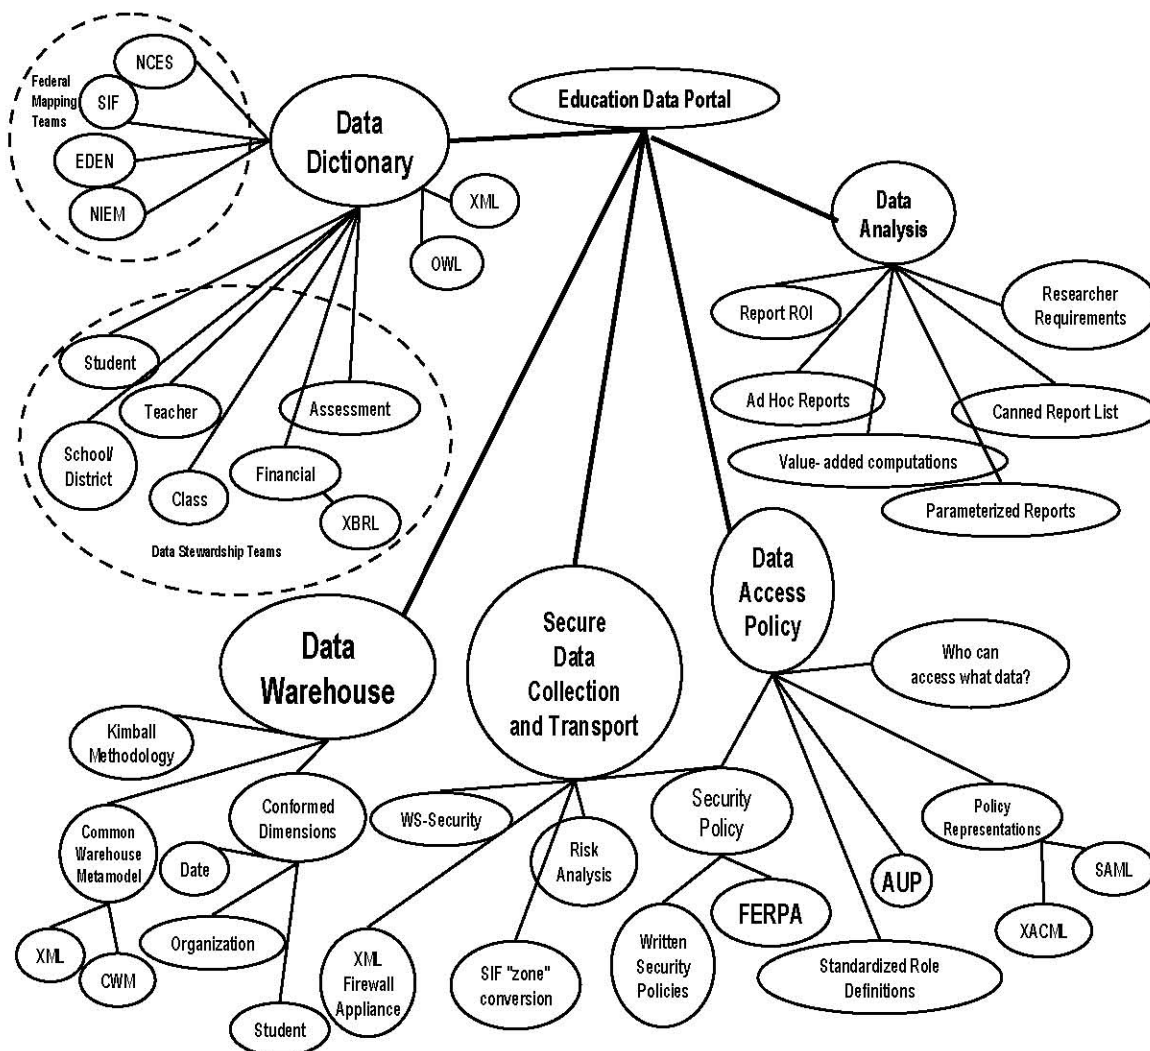 NCES
Federal
Mapping
Teams
SIF
EDEN
NIEM
Data
Dictionary
Education Data Portal
XML
OWL
Data
Analysis
Report ROI
Researcher
Requirements
Ad Hoc Reports
Canned Report List
Value- added computations
Parameterized Reports
Student
Teacher
Assessment
School/
District
Class
Financial
XBRL
Data Stewardship Teams
Data
Warehouse
Secure
Data
Collection
and Transport
Data
Access
Policy
Who can
access what data?
Kimball
Methodology
Common
Warehouse
Metamodel
Conformed
Dimensions
Date
Organization
Student
XML
CWM
WS-Security
Risk
Analysis
XML
Firewall
Appliance
SIF "zone"
conversion
Security
Policy
Written
Security
Policies
FERPA
AUP
Standardized Role
Definitions
Policy
Representations
SAML
XACML